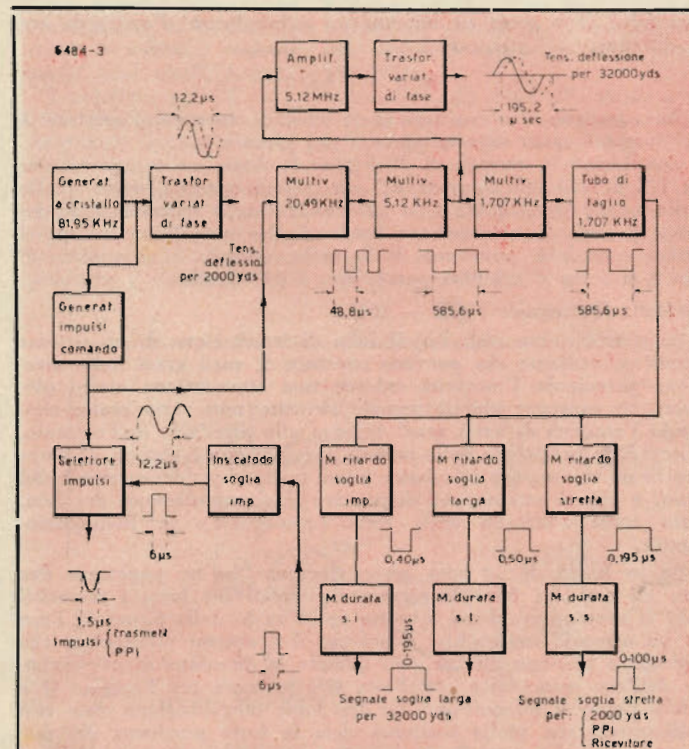 6484-3
Amplif.
5,12 MHz
Trasfor.
variat.
di fase
Tens. deflessione
per 32000 yds
195,2
µ sec
12,2µs
Generat.
a cristallo
81,95 KHz
Trasfor
variat
di fase
Multiv.
20,49 KHz
Multiv.
5,12 KHz
Multiv.
1,707 KHz
Tubo di
taglio
1,707 KHz
Tens.
deflessio.
per 2000 yds
48,8µs
585,6µs
585,6µs
Generat.
impulsi
comando
12,2µs
Selettore
impulsi
Ins catodo
soglia
imp
M ritardo
soglia
imp.
M ritardo
soglia
larga
M ritardo
soglia
stretta
6µs
0,40µs
0,50µs
0,195µs
1,5µs
Impulsi { trasmett.
PPI
M. durata
s. i.
M. durata
s. l.
M. durata
s. s.
6µs
0-195µs
0-100µs
Segnale soglia larga
per 32000 yds
Segnale soglia stretta
per: { 2000 yds
PPI
Ricevitore